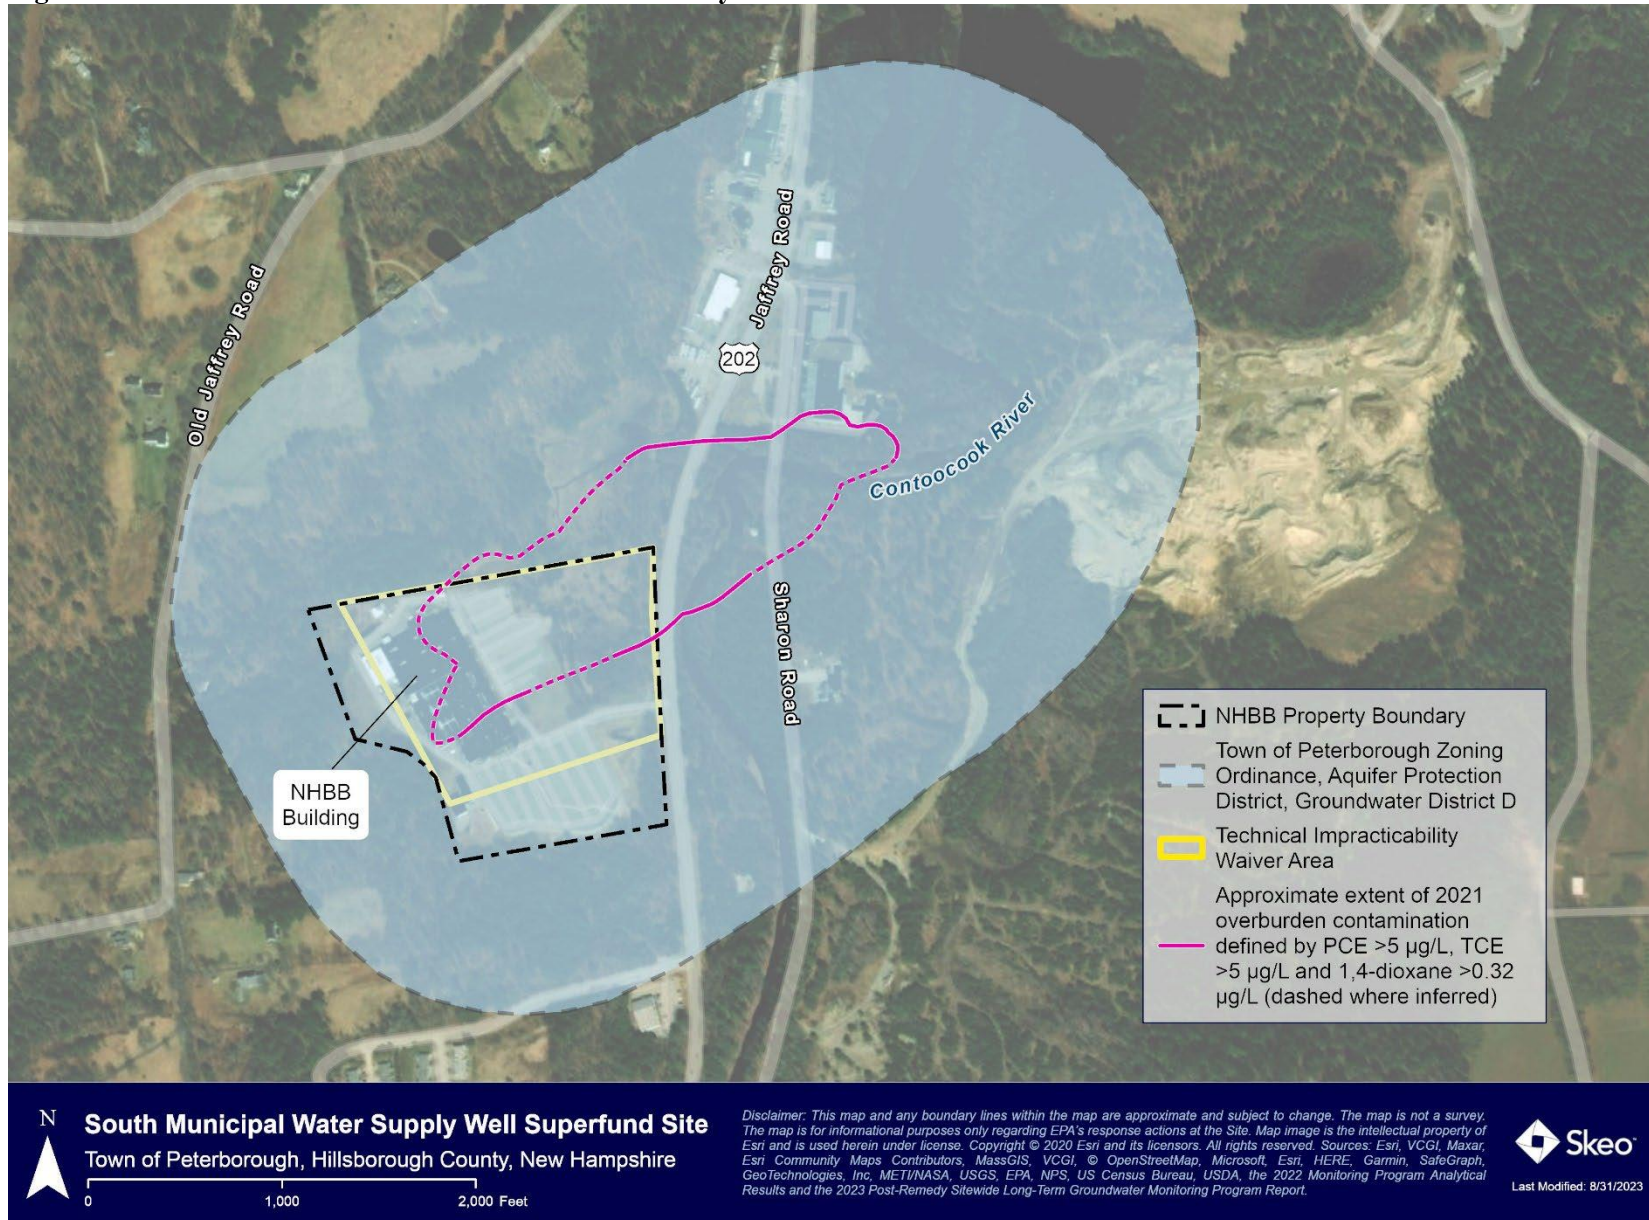 Old Jaffrey Road
Jaffrey Road
202
Contoocook River
Sharon Road
NHBB
Building
NHBB Property Boundary
Town of Peterborough Zoning
Ordinance, Aquifer Protection
District, Groundwater District D
Technical Impracticability
Waiver Area
Approximate extent of 2021
overburden contamination
defined by PCE >5 µg/L, TCE
>5 µg/L and 1,4-dioxane >0.32
µg/L (dashed where inferred)
N
South Municipal Water Supply Well Superfund Site
Town of Peterborough, Hillsborough County, New Hampshire
0 1,000 2,000 Feet
Disclaimer: This map and any boundary lines within the map are approximate and subject to change. The map is not a survey.
The map is for informational purposes only regarding EPA's response actions at the Site. Map image is the intellectual property of
Esri and is used herein under license. Copyright © 2020 Esri and its licensors. All rights reserved. Sources: Esri, VCGI, Maxar,
Esri Community Maps Contributors, MassGIS, VCGI, © OpenStreetMap, Microsoft, Esri, HERE, Garmin, SafeGraph,
GeoTechnologies, Inc, METI/NASA, USGS, EPA, NPS, US Census Bureau, USDA, the 2022 Monitoring Program Analytical
Results and the 2023 Post-Remedy Sitewide Long-Term Groundwater Monitoring Program Report.
Skeo
Last Modified: 8/31/2023